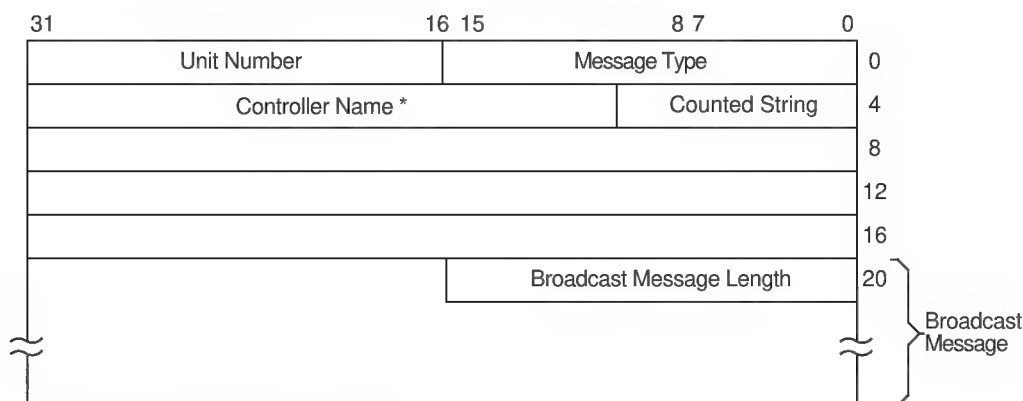 31 16 15 8 7 0
Unit Number Message Type 0
Controller Name * Counted String 4
8
12
16
Broadcast Message Length 20
Broadcast
Message